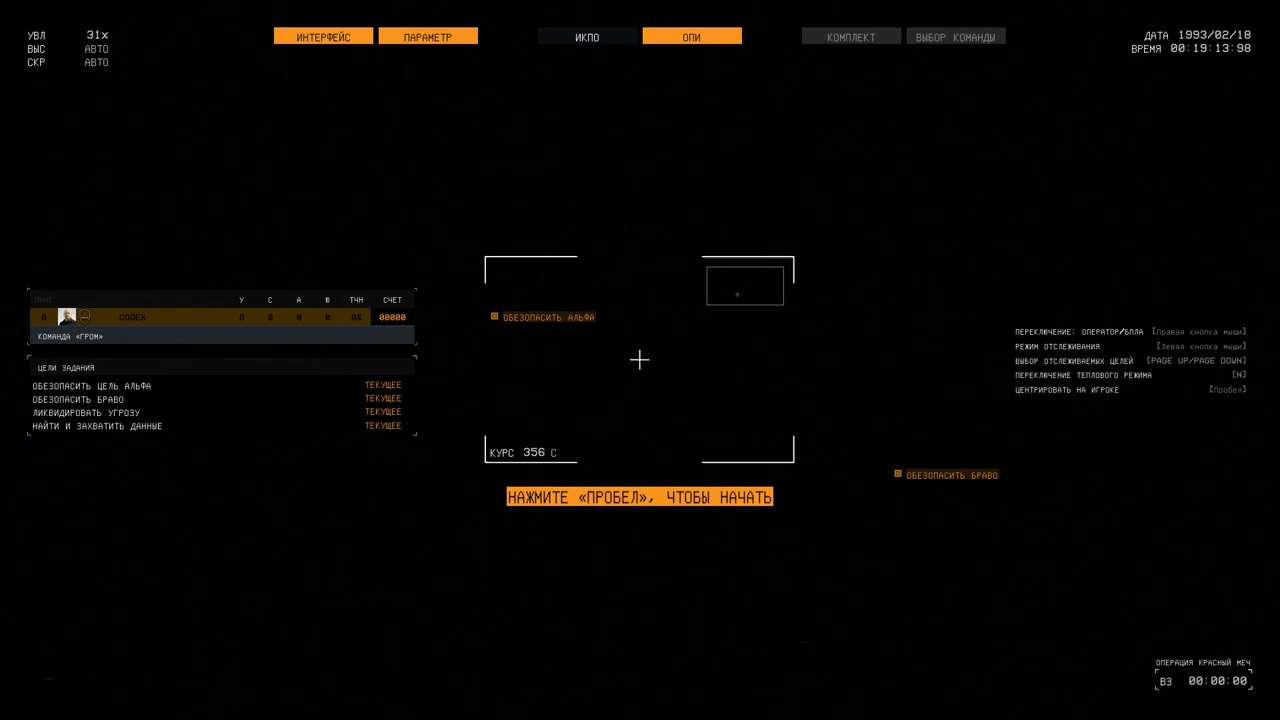 УВЛ 31x
ВЫС АВТО
СКР АВТО
ИНТЕРФЕЙС ПАРАМЕТР ИКПО ОПИ КОМПЛЕКТ ВЫБОР КОМАНДЫ
ДАТА 1993/02/18
ВРЕМЯ 00:19:13:98
ПИНГ У С А Ю ТЧН СЧЕТ
0 CODEX 0 0 0 0 0% 00000
КОМАНДА «ГРОМ»
ЦЕЛИ ЗАДАНИЯ
ОБЕЗОПАСИТЬ ЦЕЛЬ АЛЬФА ТЕКУЩЕЕ
ОБЕЗОПАСИТЬ БРАВО ТЕКУЩЕЕ
ЛИКВИДИРОВАТЬ УГРОЗУ ТЕКУЩЕЕ
НАЙТИ И ЗАХВАТИТЬ ДАННЫЕ ТЕКУЩЕЕ
ОБЕЗОПАСИТЬ АЛЬФА
КУРС 356 С
НАЖМИТЕ «ПРОБЕЛ», ЧТОБЫ НАЧАТЬ
ОБЕЗОПАСИТЬ БРАВО
ПЕРЕКЛЮЧЕНИЕ: ОПЕРАТОР/БПЛА [Правая кнопка мыши]
РЕЖИМ ОТСЛЕЖИВАНИЯ [Левая кнопка мыши]
ВЫБОР ОТСЛЕЖИВАЕМЫХ ЦЕЛЕЙ [PAGE UP/PAGE DOWN]
ПЕРЕКЛЮЧЕНИЕ ТЕПЛОВОГО РЕЖИМА [N]
ЦЕНТРИРОВАТЬ НА ИГРОКЕ [Пробел]
ОПЕРАЦИЯ КРАСНЫЙ МЕЧ
ВЗ 00:00:00